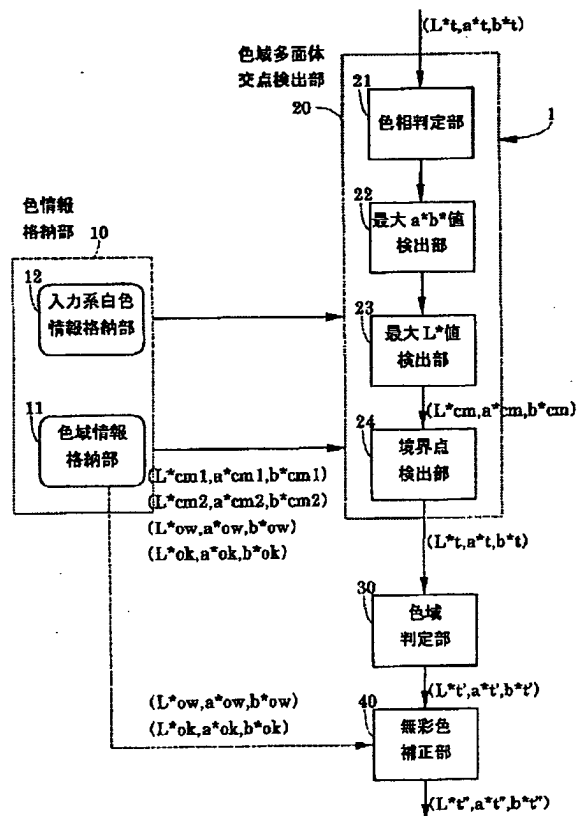 (L*t,a*t,b*t)
色域多面体
交点検出部
20
1
21
色相判定部
22
最大a*b*値
検出部
23
最大L*値
検出部
(L*cm,a*cm,b*cm)
24
境界点
検出部
色情報
格納部 10
12
入力系白色
情報格納部
11
色域情報
格納部
(L*cm1,a*cm1,b*cm1)
(L*cm2,a*cm2,b*cm2)
(L*ow,a*ow,b*ow)
(L*ok,a*ok,b*ok)
(L*t,a*t,b*t)
30
色域
判定部
(L*t',a*t',b*t')
(L*ow,a*ow,b*ow)
(L*ok,a*ok,b*ok)
40
無彩色
補正部
(L*t",a*t",b*t")